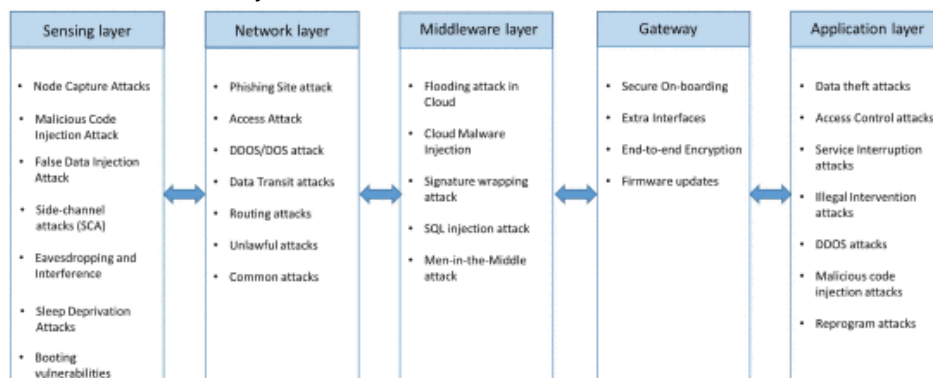 Sensing layer
• Node Capture Attacks
• Malicious Code
Injection Attack
• False Data Injection
Attack
• Side-channel
attacks (SCA)
• Eavesdropping and
Interference
• Sleep Deprivation
Attacks
• Booting
vulnerabilities
Network layer
• Phishing Site attack
• Access Attack
• DDOS/DOS attack
• Data Transit attacks
• Routing attacks
• Unlawful attacks
• Common attacks
Middleware layer
• Flooding attack in
Cloud
• Cloud Malware
Injection
• Signature wrapping
attack
• SQL injection attack
• Men-in-the-Middle
attack
Gateway
• Secure On-boarding
• Extra Interfaces
• End-to-end Encryption
• Firmware updates
Application layer
• Data theft attacks
• Access Control attacks
• Service Interruption
attacks
• Illegal Intervention
attacks
• DDOS attacks
• Malicious code
injection attacks
• Reprogram attacks